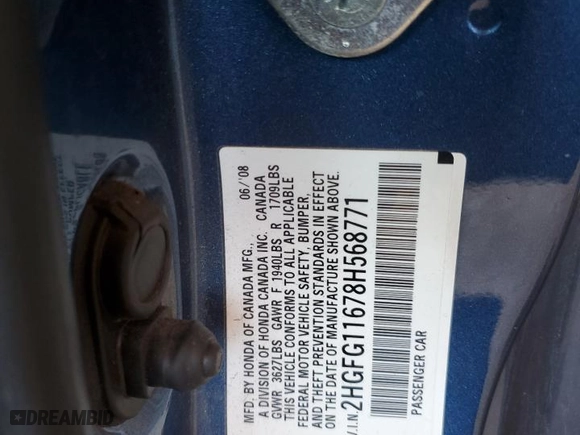 MFD. BY HONDA OF CANADA MFG., 06/'08
A DIVISION OF HONDA CANADA INC. CANADA
GVWR 3627LBS GAWR F 1940LBS R 1709LBS
THIS VEHICLE CONFORMS TO ALL APPLICABLE
FEDERAL MOTOR VEHICLE SAFETY, BUMPER,
AND THEFT PREVENTION STANDARDS IN EFFECT
ON THE DATE OF MANUFACTURE SHOWN ABOVE.
V.I.N. 2HGFG11678H568771
PASSENGER CAR
DREAMBID